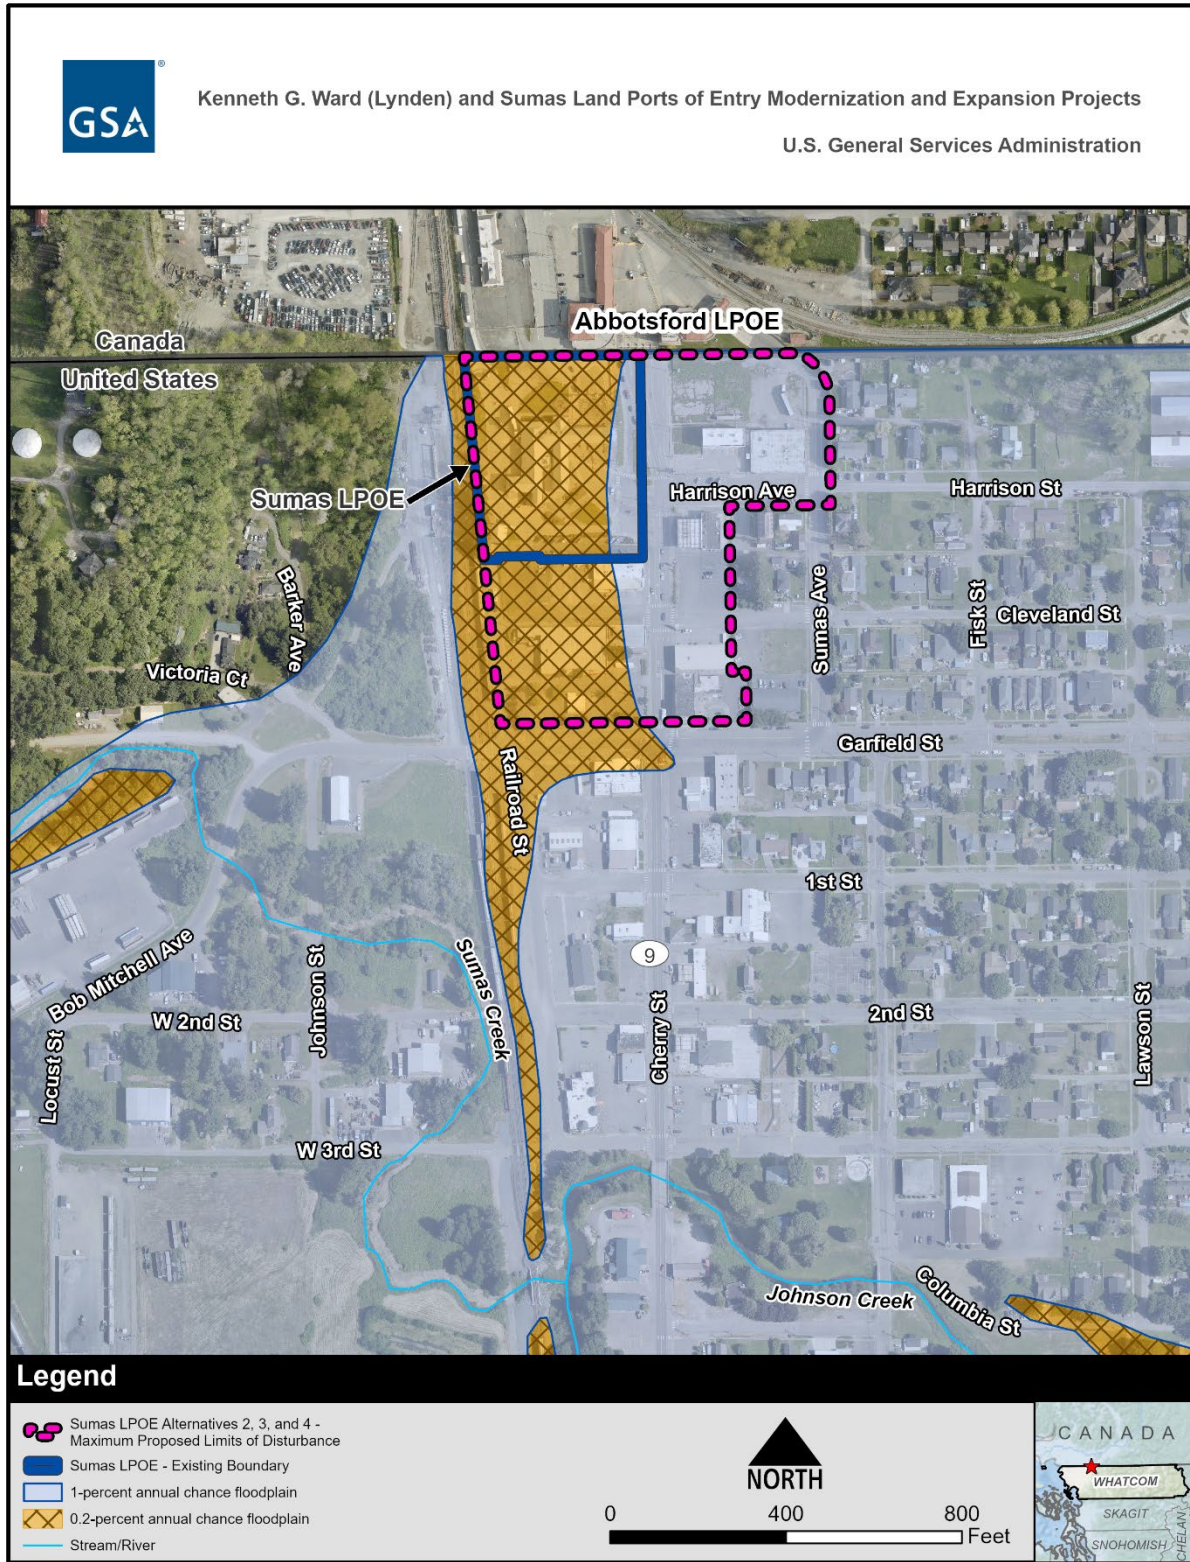 GSA
®
Kenneth G. Ward (Lynden) and Sumas Land Ports of Entry Modernization and Expansion Projects
U.S. General Services Administration
Abbotsford LPOE
Canada
United States
Sumas LPOE
Harrison Ave
Harrison St
Barker Ave
Sumas Ave
Fisk St
Cleveland St
Victoria Ct
Garfield St
Railroad St
1st St
Sumas Creek
Bob Mitchell Ave
9
W 2nd St
Johnson St
2nd St
Cherry St
Lawson St
Locust St
W 3rd St
Johnson Creek
Columbia St
Legend
Sumas LPOE Alternatives 2, 3, and 4 -
Maximum Proposed Limits of Disturbance
Sumas LPOE - Existing Boundary
1-percent annual chance floodplain
0.2-percent annual chance floodplain
Stream/River
NORTH
0 400 800
Feet
CANADA
WHATCOM
SKAGIT
SNOHOMISH
CHELAN